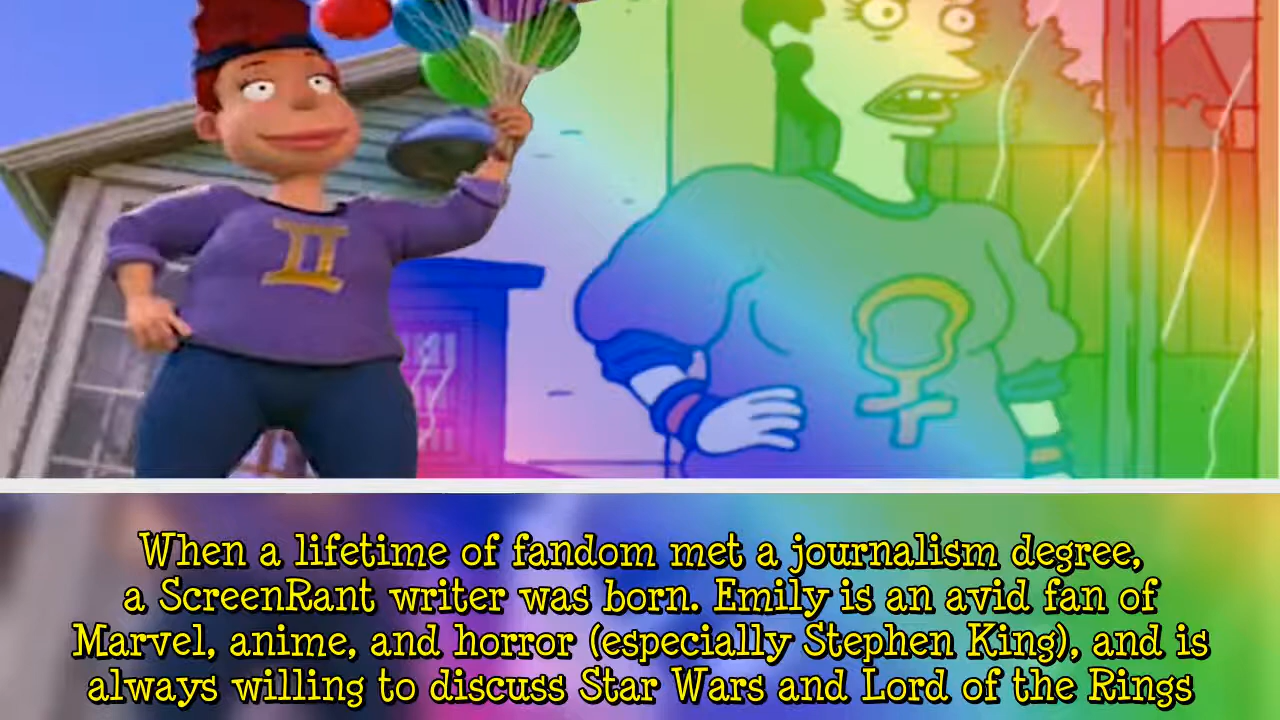 When a lifetime of fandom met a journalism degree,
a ScreenRant writer was born. Emily is an avid fan of
Marvel, anime, and horror (especially Stephen King), and is
always willing to discuss Star Wars and Lord of the Rings